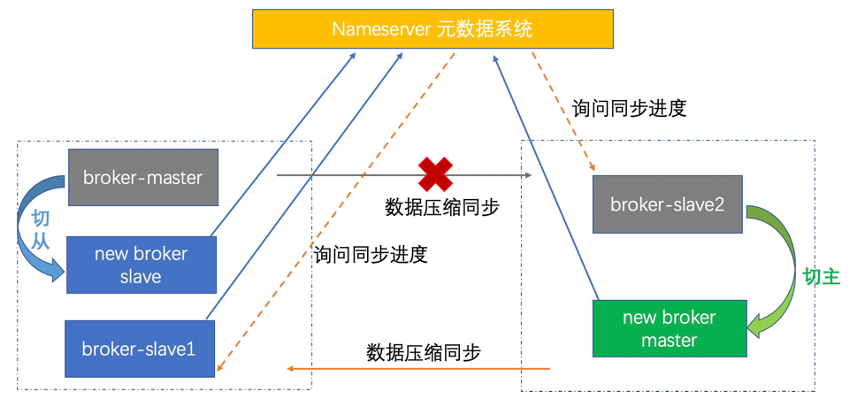 Nameserver 元数据系统
询问同步进度
broker-master
数据压缩同步
broker-slave2
切
从
new broker
slave
询问同步进度
切主
new broker
master
broker-slave1
数据压缩同步